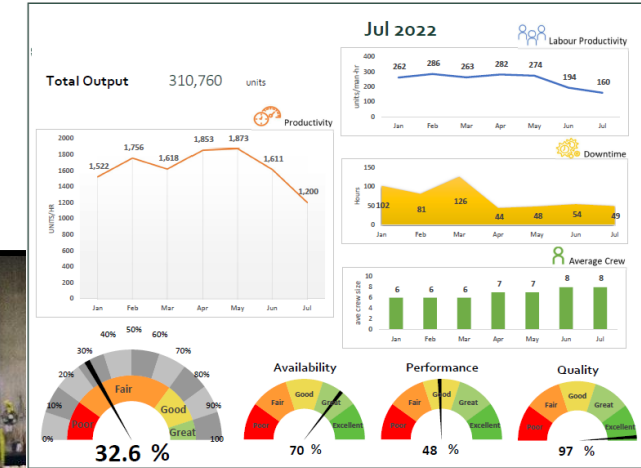 Jul 2022
Total Output 310,760 units
Labour Productivity
units/man-hr
400
300
200
100
0
262 286 263 282 274 194 160
Jan Feb Mar Apr May Jun Jul
Productivity
UNITS/HR
2000
1800
1600
1400
1200
1000
800
600
400
200
0
1,522 1,756 1,618 1,853 1,873 1,611 1,200
Jan Feb Mar Apr May Jun Jul
Downtime
Hours
150
100
50
0
102 81 126 44 48 54 49
Jan Feb Mar Apr May Jun Jul
Average Crew
ave crew size
10
8
6
4
2
0
6 6 6 7 7 8 8
Jan Feb Mar Apr May Jun Jul
0% 10% 20% 30% 40% 50% 60% 70% 80% 90% 100
Poor Fair Good Great
32.6 %
Availability
Poor Fair Good Great Excellent
70 %
Performance
Poor Fair Good Great Excellent
48 %
Quality
Poor Fair Good Great Excellent
97 %